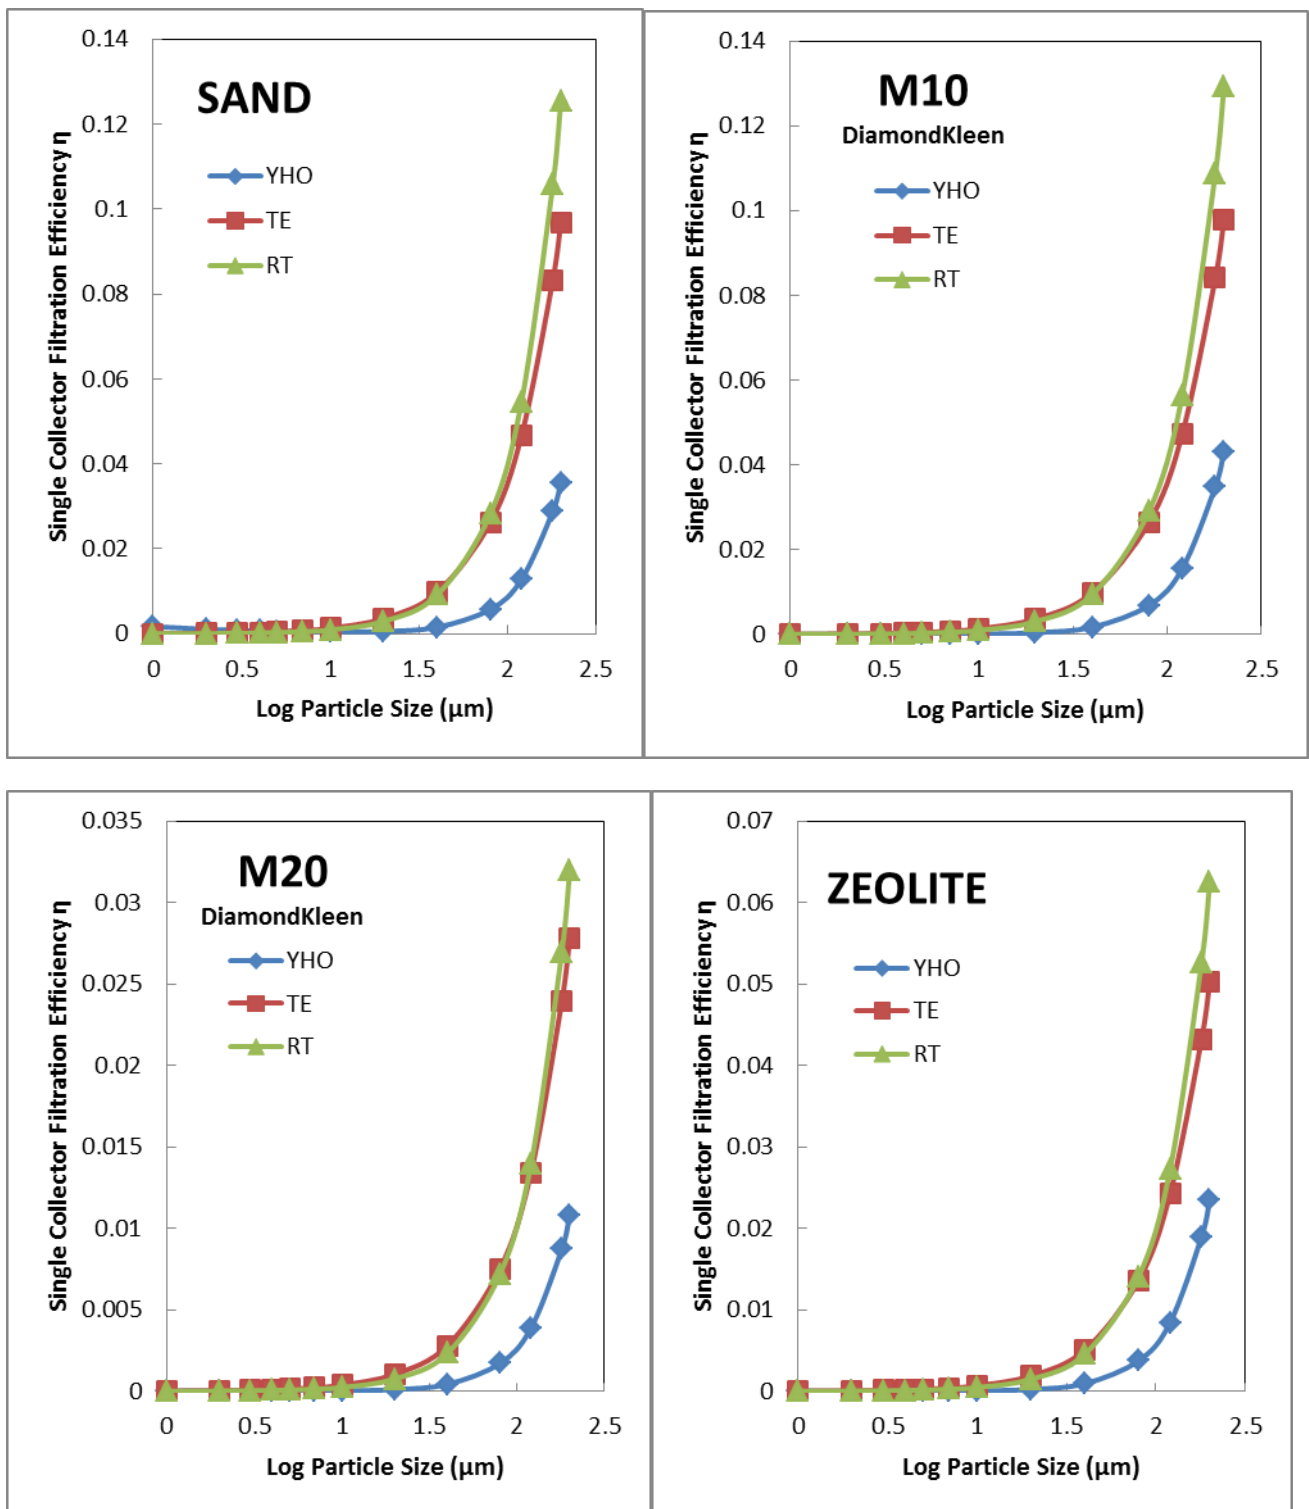 SAND
YHO
TE
RT
0.14
0.12
0.1
0.08
0.06
0.04
0.02
0
0
0.5
1
1.5
2
2.5
Single Collector Filtration Efficiency η
Log Particle Size (µm)
M10
DiamondKleen
YHO
TE
RT
0.14
0.12
0.1
0.08
0.06
0.04
0.02
0
0
0.5
1
1.5
2
2.5
Single Collector Filtration Efficiency η
Log Particle Size (µm)
M20
DiamondKleen
YHO
TE
RT
0.035
0.03
0.025
0.02
0.015
0.01
0.005
0
0
0.5
1
1.5
2
2.5
Single Collector Filtration Efficiency η
Log Particle Size (µm)
ZEOLITE
YHO
TE
RT
0.07
0.06
0.05
0.04
0.03
0.02
0.01
0
0
0.5
1
1.5
2
2.5
Single Collector Filtration Efficiency η
Log Particle Size (µm)